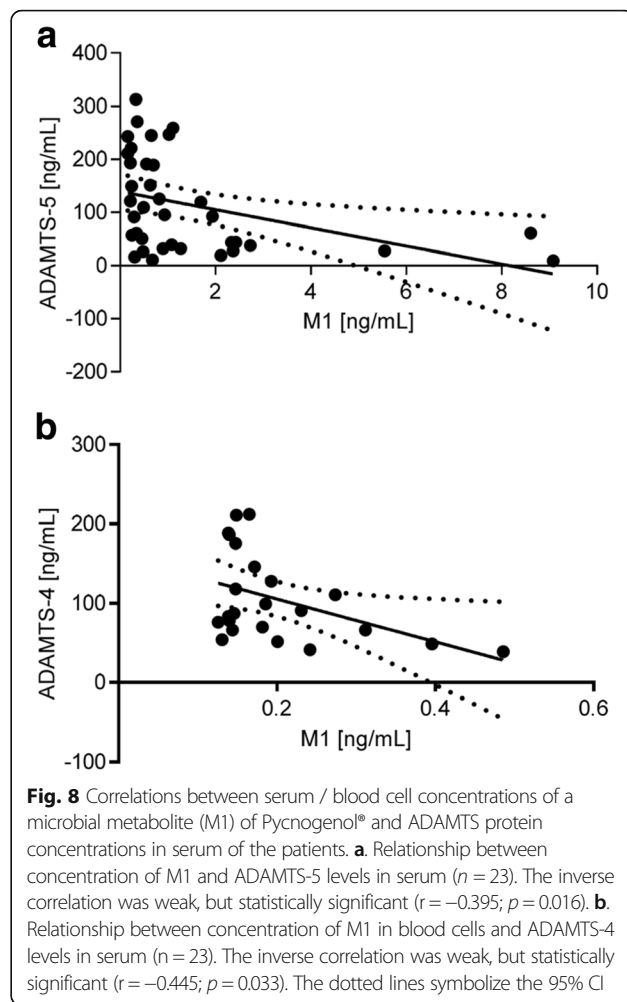 a
400
300
200
100
0
-100
-200
ADAMTS-5 [ng/mL]
2
4
6
8
10
M1 [ng/mL]
b
300
200
100
0
-100
ADAMTS-4 [ng/mL]
0.2
0.4
0.6
M1 [ng/mL]
Fig. 8 Correlations between serum / blood cell concentrations of a
microbial metabolite (M1) of Pycnogenol® and ADAMTS protein
concentrations in serum of the patients. a. Relationship between
concentration of M1 and ADAMTS-5 levels in serum (n = 23). The inverse
correlation was weak, but statistically significant (r = −0.395; p = 0.016). b.
Relationship between concentration of M1 in blood cells and ADAMTS-4
levels in serum (n = 23). The inverse correlation was weak, but statistically
significant (r = −0.445; p = 0.033). The dotted lines symbolize the 95% CI